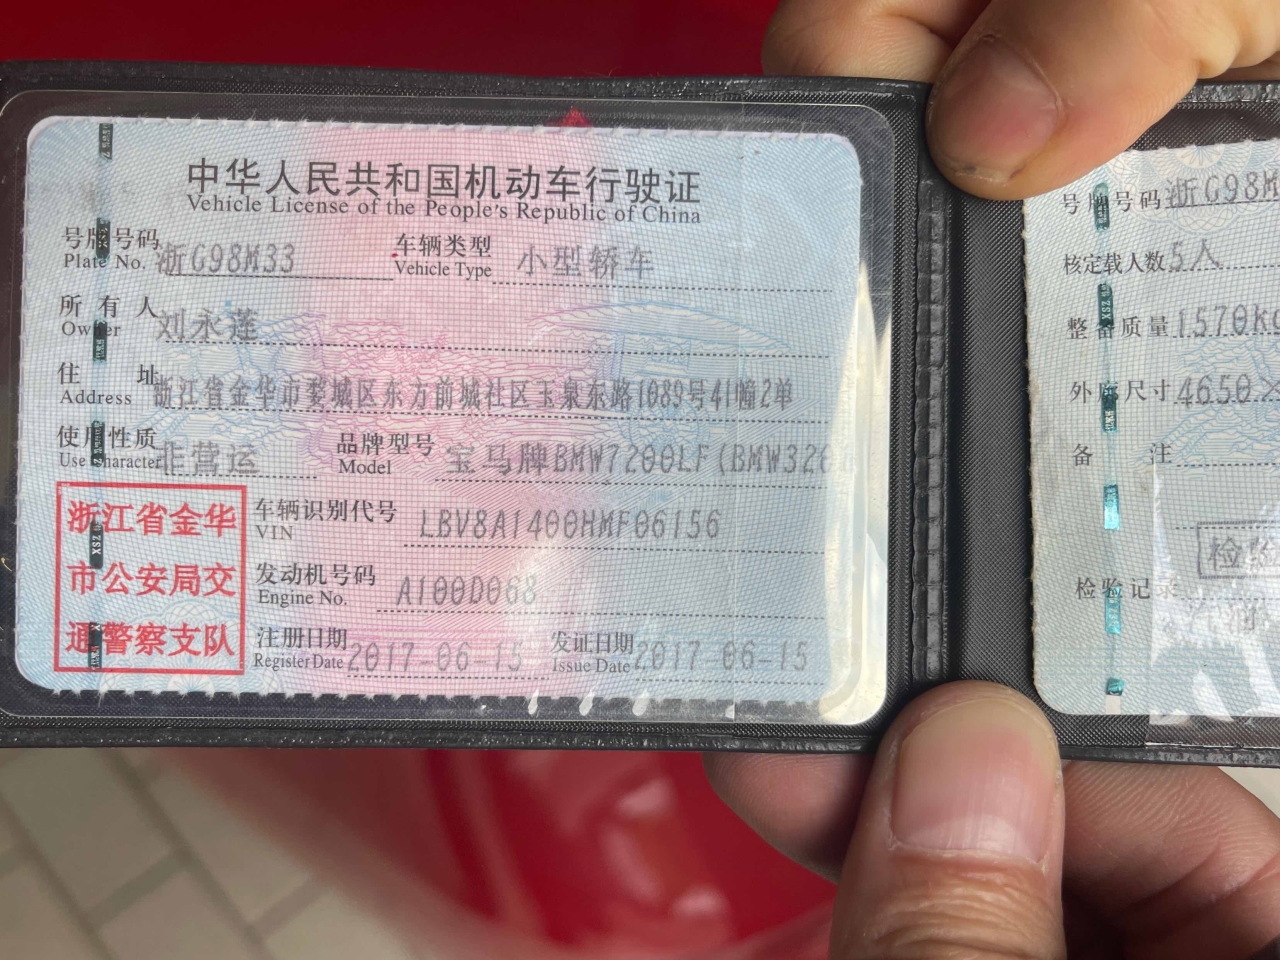 中华人民共和国机动车行驶证
Vehicle License of the People's Republic of China
号牌号码 浙G98M33 车辆类型 小型轿车
Plate No. Vehicle Type
所有人 刘永莲
Owner
住址 浙江省金华市婺城区东方前城社区玉泉东路1089号41幢2单
Address
使用性质 非营运 品牌型号 宝马牌BMW7200LF(BMW320
Use Character Model
浙江省金华
市公安局交
通警察支队
车辆识别代号 LBV8A1400HMF06156
VIN
发动机号码 A100D068
Engine No.
注册日期 2017-06-15 发证日期 2017-06-15
Register Date Issue Date
号牌号码 浙G98M
核定载人数 5人
整备质量 1570kg
外廓尺寸 4650×
备注
检验
检验记录